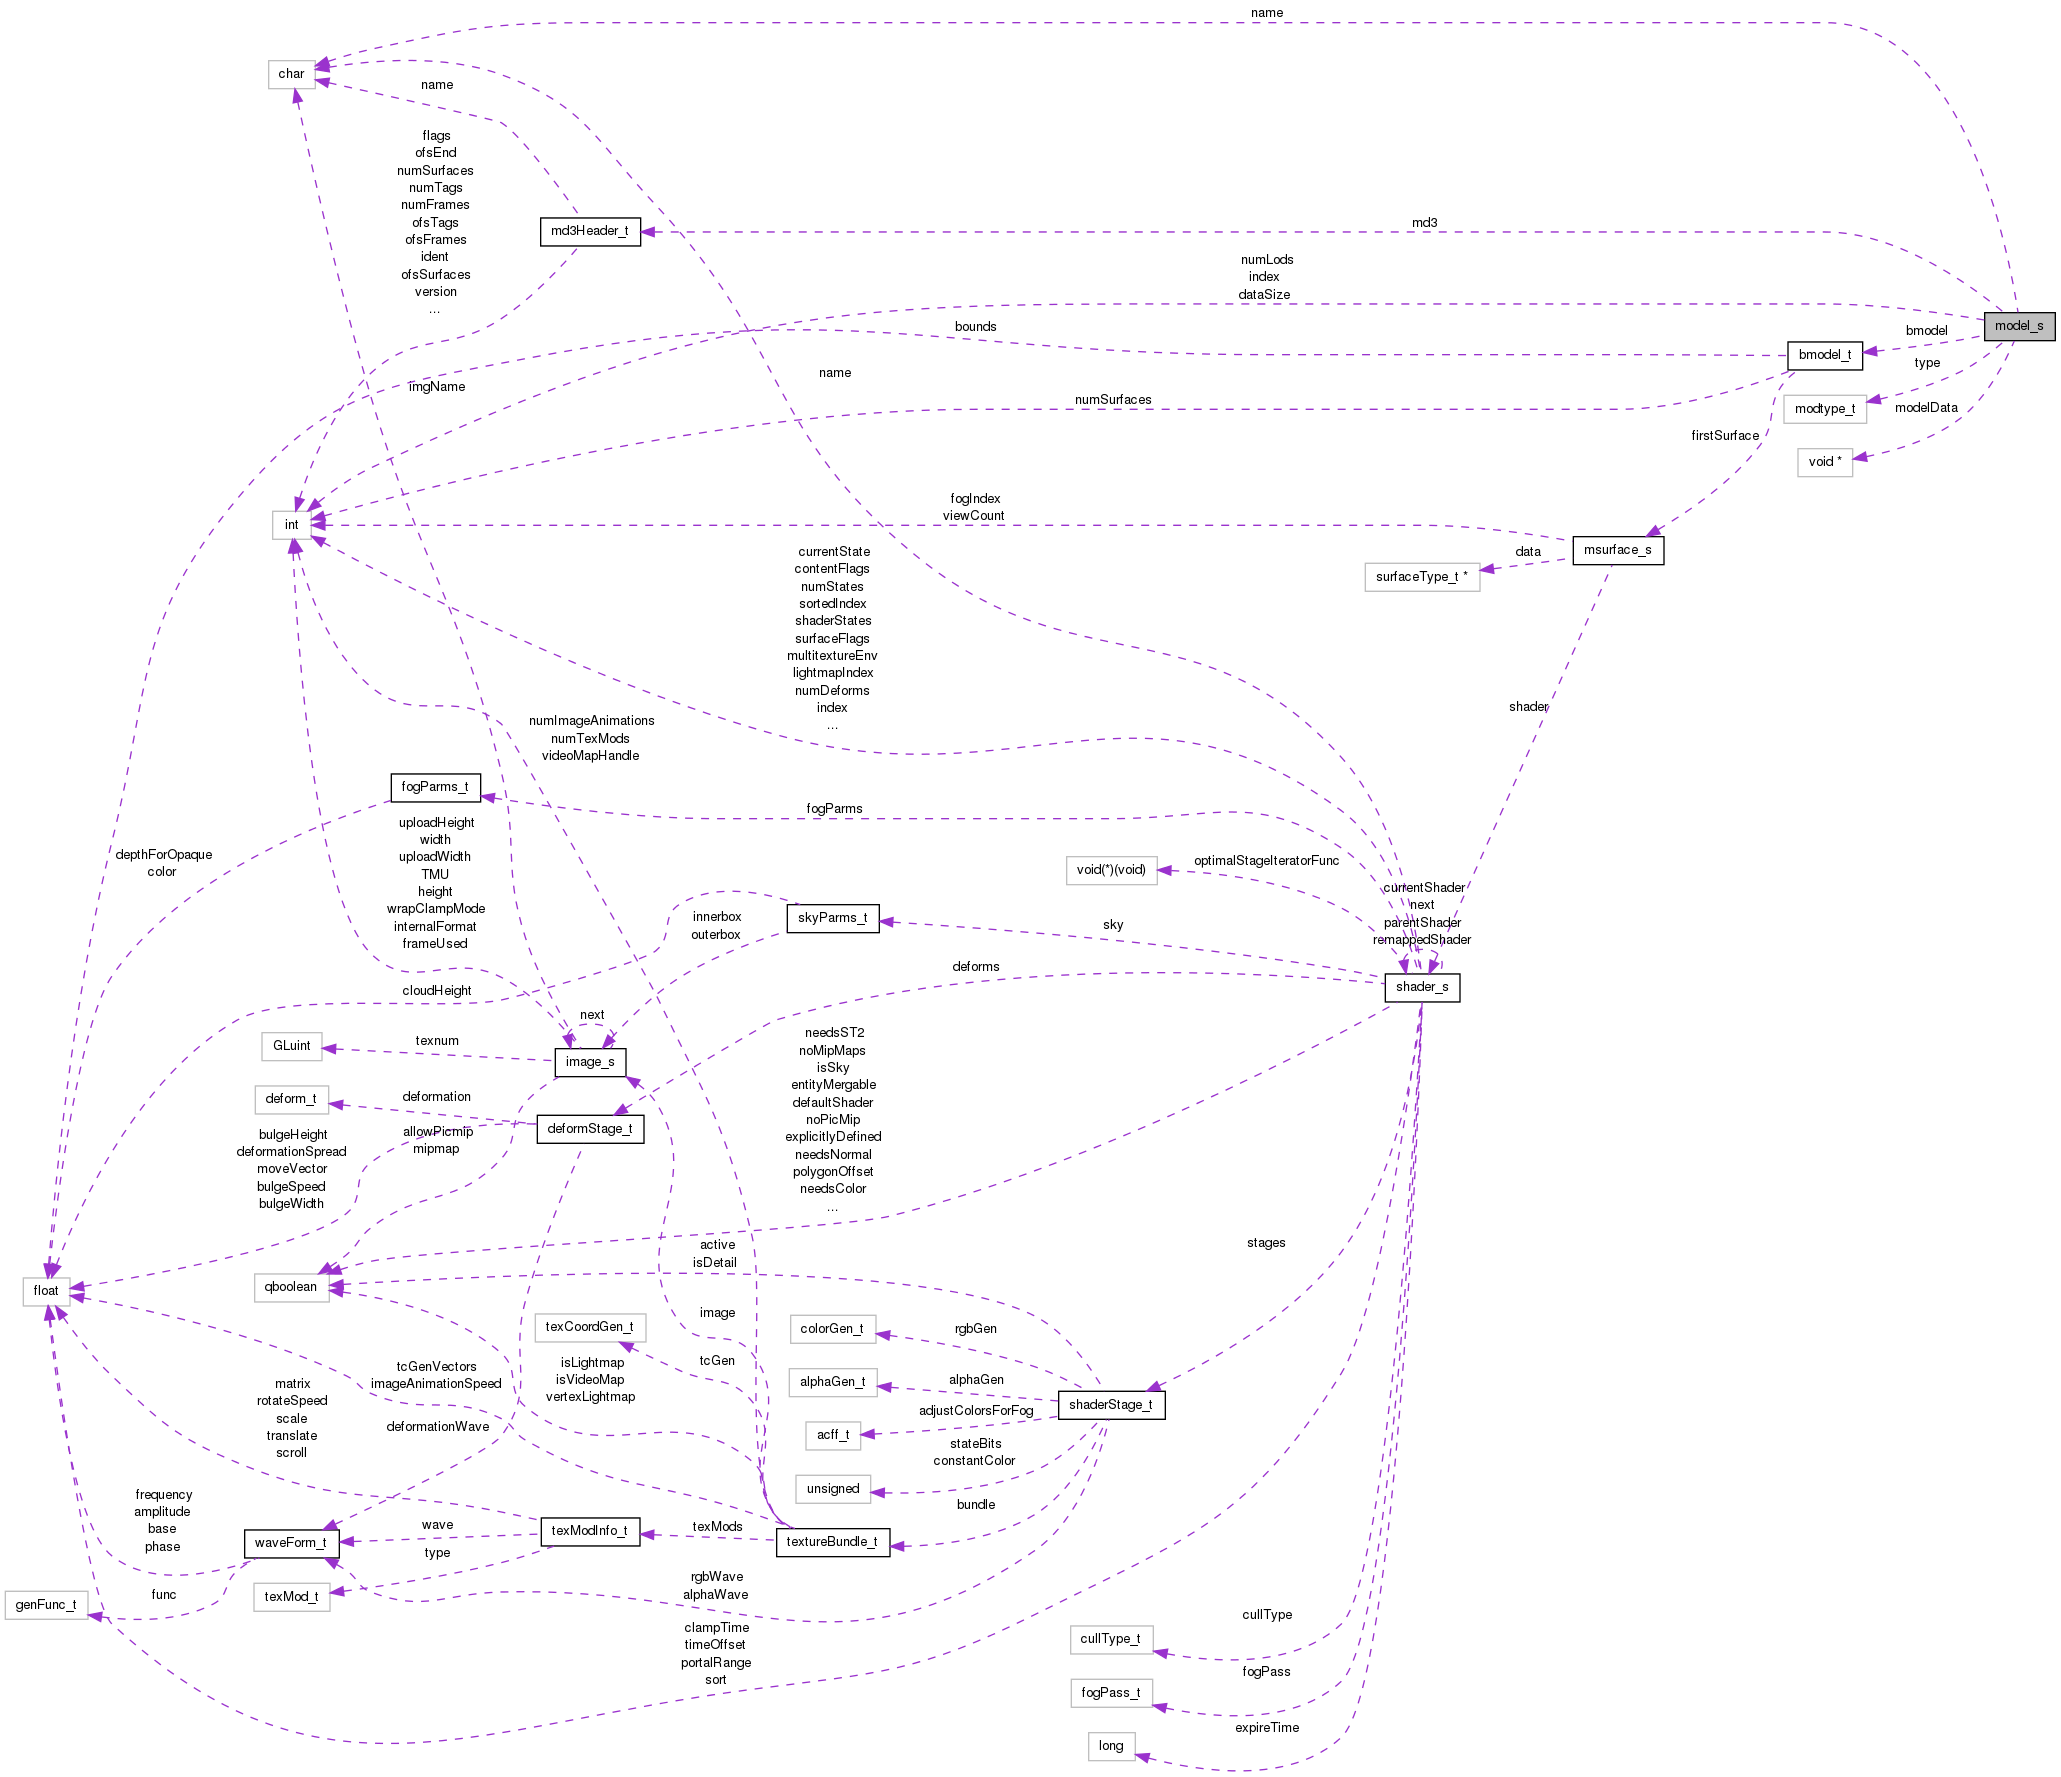 name
char
name
flags
ofsEnd
numSurfaces
numTags
numFrames
ofsTags
ofsFrames
ident
ofsSurfaces
version
...
md3Header_t
md3
numLods
index
dataSize
model_s
bounds
bmodel
bmodel_t
type
imgName
name
numSurfaces
modtype_t
modelData
firstSurface
void *
fogIndex
viewCount
int
msurface_s
data
surfaceType_t *
currentState
contentFlags
numStates
sortedIndex
shaderStates
surfaceFlags
multitextureEnv
lightmapIndex
numDeforms
index
...
shader
numImageAnimations
numTexMods
videoMapHandle
fogParms_t
fogParms
uploadHeight
width
uploadWidth
TMU
height
wrapClampMode
internalFormat
frameUsed
depthForOpaque
color
void(*)(void)
optimalStageIteratorFunc
currentShader
next
parentShader
remappedShader
innerbox
outerbox
skyParms_t
sky
deforms
shader_s
cloudHeight
next
GLuint
texnum
image_s
needsST2
noMipMaps
isSky
entityMergable
defaultShader
noPicMip
explicitlyDefined
needsNormal
polygonOffset
needsColor
...
deform_t
deformation
deformStage_t
allowPicmip
mipmap
bulgeHeight
deformationSpread
moveVector
bulgeSpeed
bulgeWidth
stages
active
isDetail
float
qboolean
image
texCoordGen_t
colorGen_t
rgbGen
tcGen
isLightmap
isVideoMap
vertexLightmap
tcGenVectors
imageAnimationSpeed
alphaGen_t
alphaGen
shaderStage_t
matrix
rotateSpeed
scale
translate
scroll
adjustColorsForFog
acff_t
deformationWave
stateBits
constantColor
unsigned
frequency
amplitude
base
phase
bundle
waveForm_t
wave
texModInfo_t
texMods
textureBundle_t
type
rgbWave
alphaWave
func
texMod_t
genFunc_t
clampTime
timeOffset
portalRange
sort
cullType
cullType_t
fogPass
fogPass_t
expireTime
long